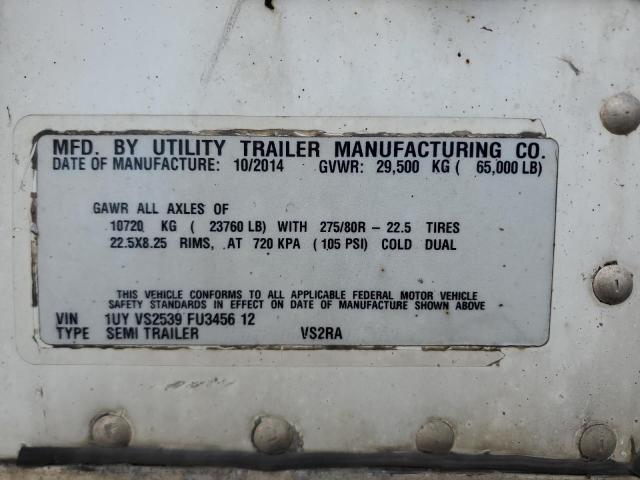 MFD. BY UTILITY TRAILER MANUFACTURING CO.
DATE OF MANUFACTURE: 10/2014 GVWR: 29,500 KG ( 65,000 LB)
GAWR ALL AXLES OF
10720 KG ( 23760 LB) WITH 275/80R - 22.5 TIRES
22.5X8.25 RIMS, AT 720 KPA (105 PSI) COLD DUAL
THIS VEHICLE CONFORMS TO ALL APPLICABLE FEDERAL MOTOR VEHICLE
SAFETY STANDARDS IN EFFECT ON DATE OF MANUFACTURE SHOWN ABOVE
VIN 1UY VS2539 FU3456 12
TYPE SEMI TRAILER VS2RA